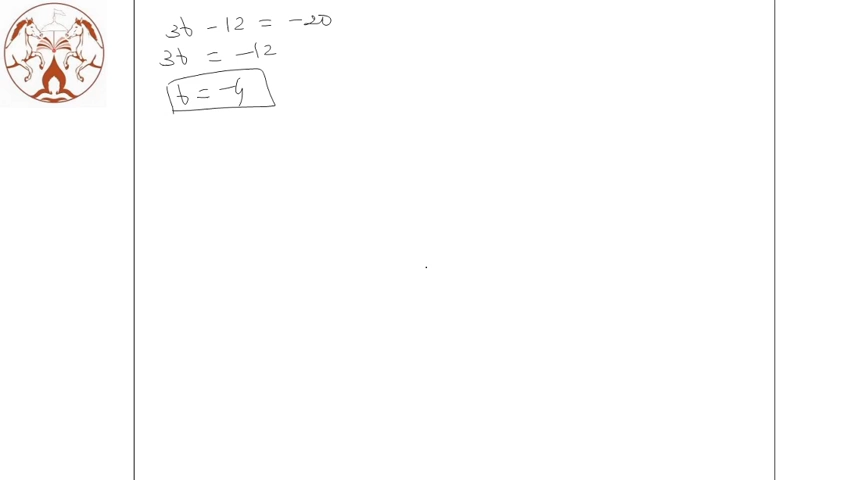 3t - 12 = -20
3t = -12
t = -4